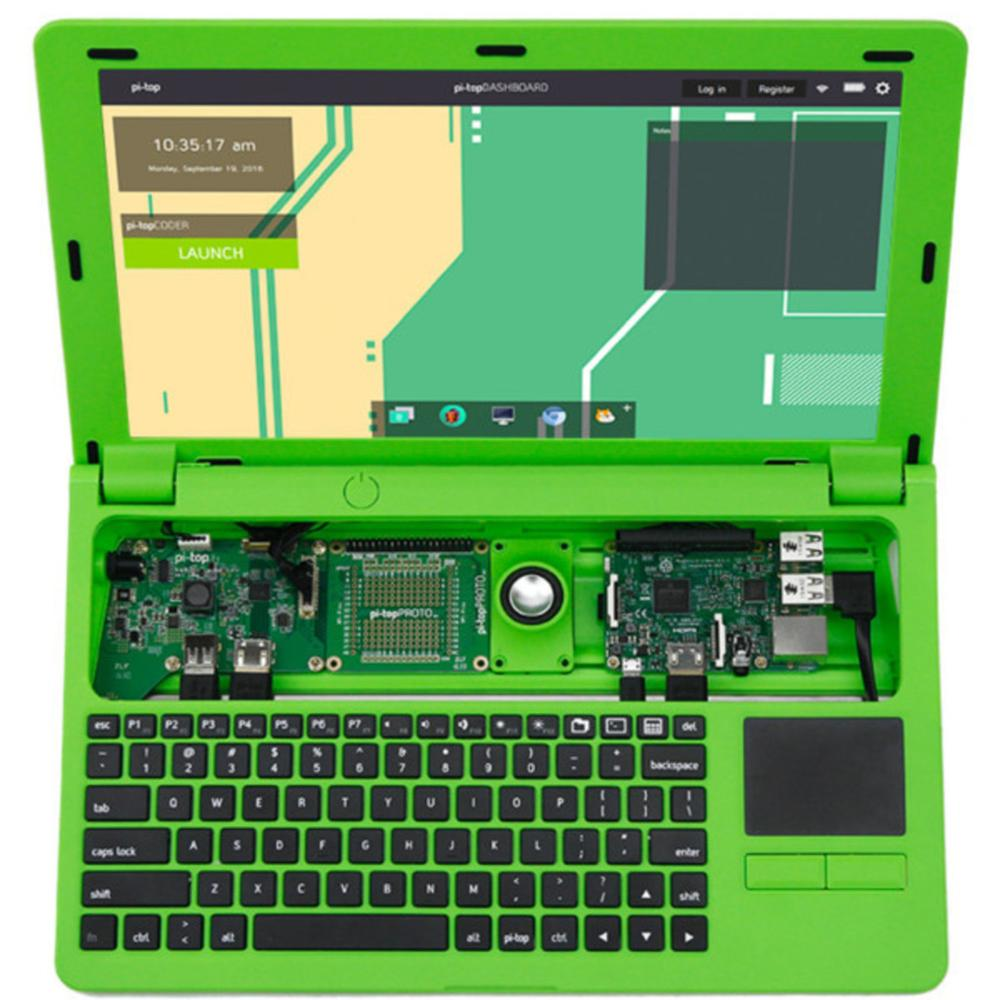 pi-top
pi-topDASHBOARD
Log in
Register
10:35:17 am
Monday, September 19, 2016
Notes
pi-topCODER
LAUNCH
pi-top
pi-topPROTO
pi-topPROTO
HDMI
esc P1 P2 P3 P4 P5 P6 P7 del
~ ! @ # $ % ^ & * ( ) _ +
` 1 2 3 4 5 6 7 8 9 0 - = backspace
tab Q W E R T Y U I O P { [ } ] | \
caps lock A S D F G H J K L : ; " ' enter
shift Z X C V B N M < , > . ? / ▲ shift
fn ctrl > < alt alt pi-top ctrl ◄ ▼ ►